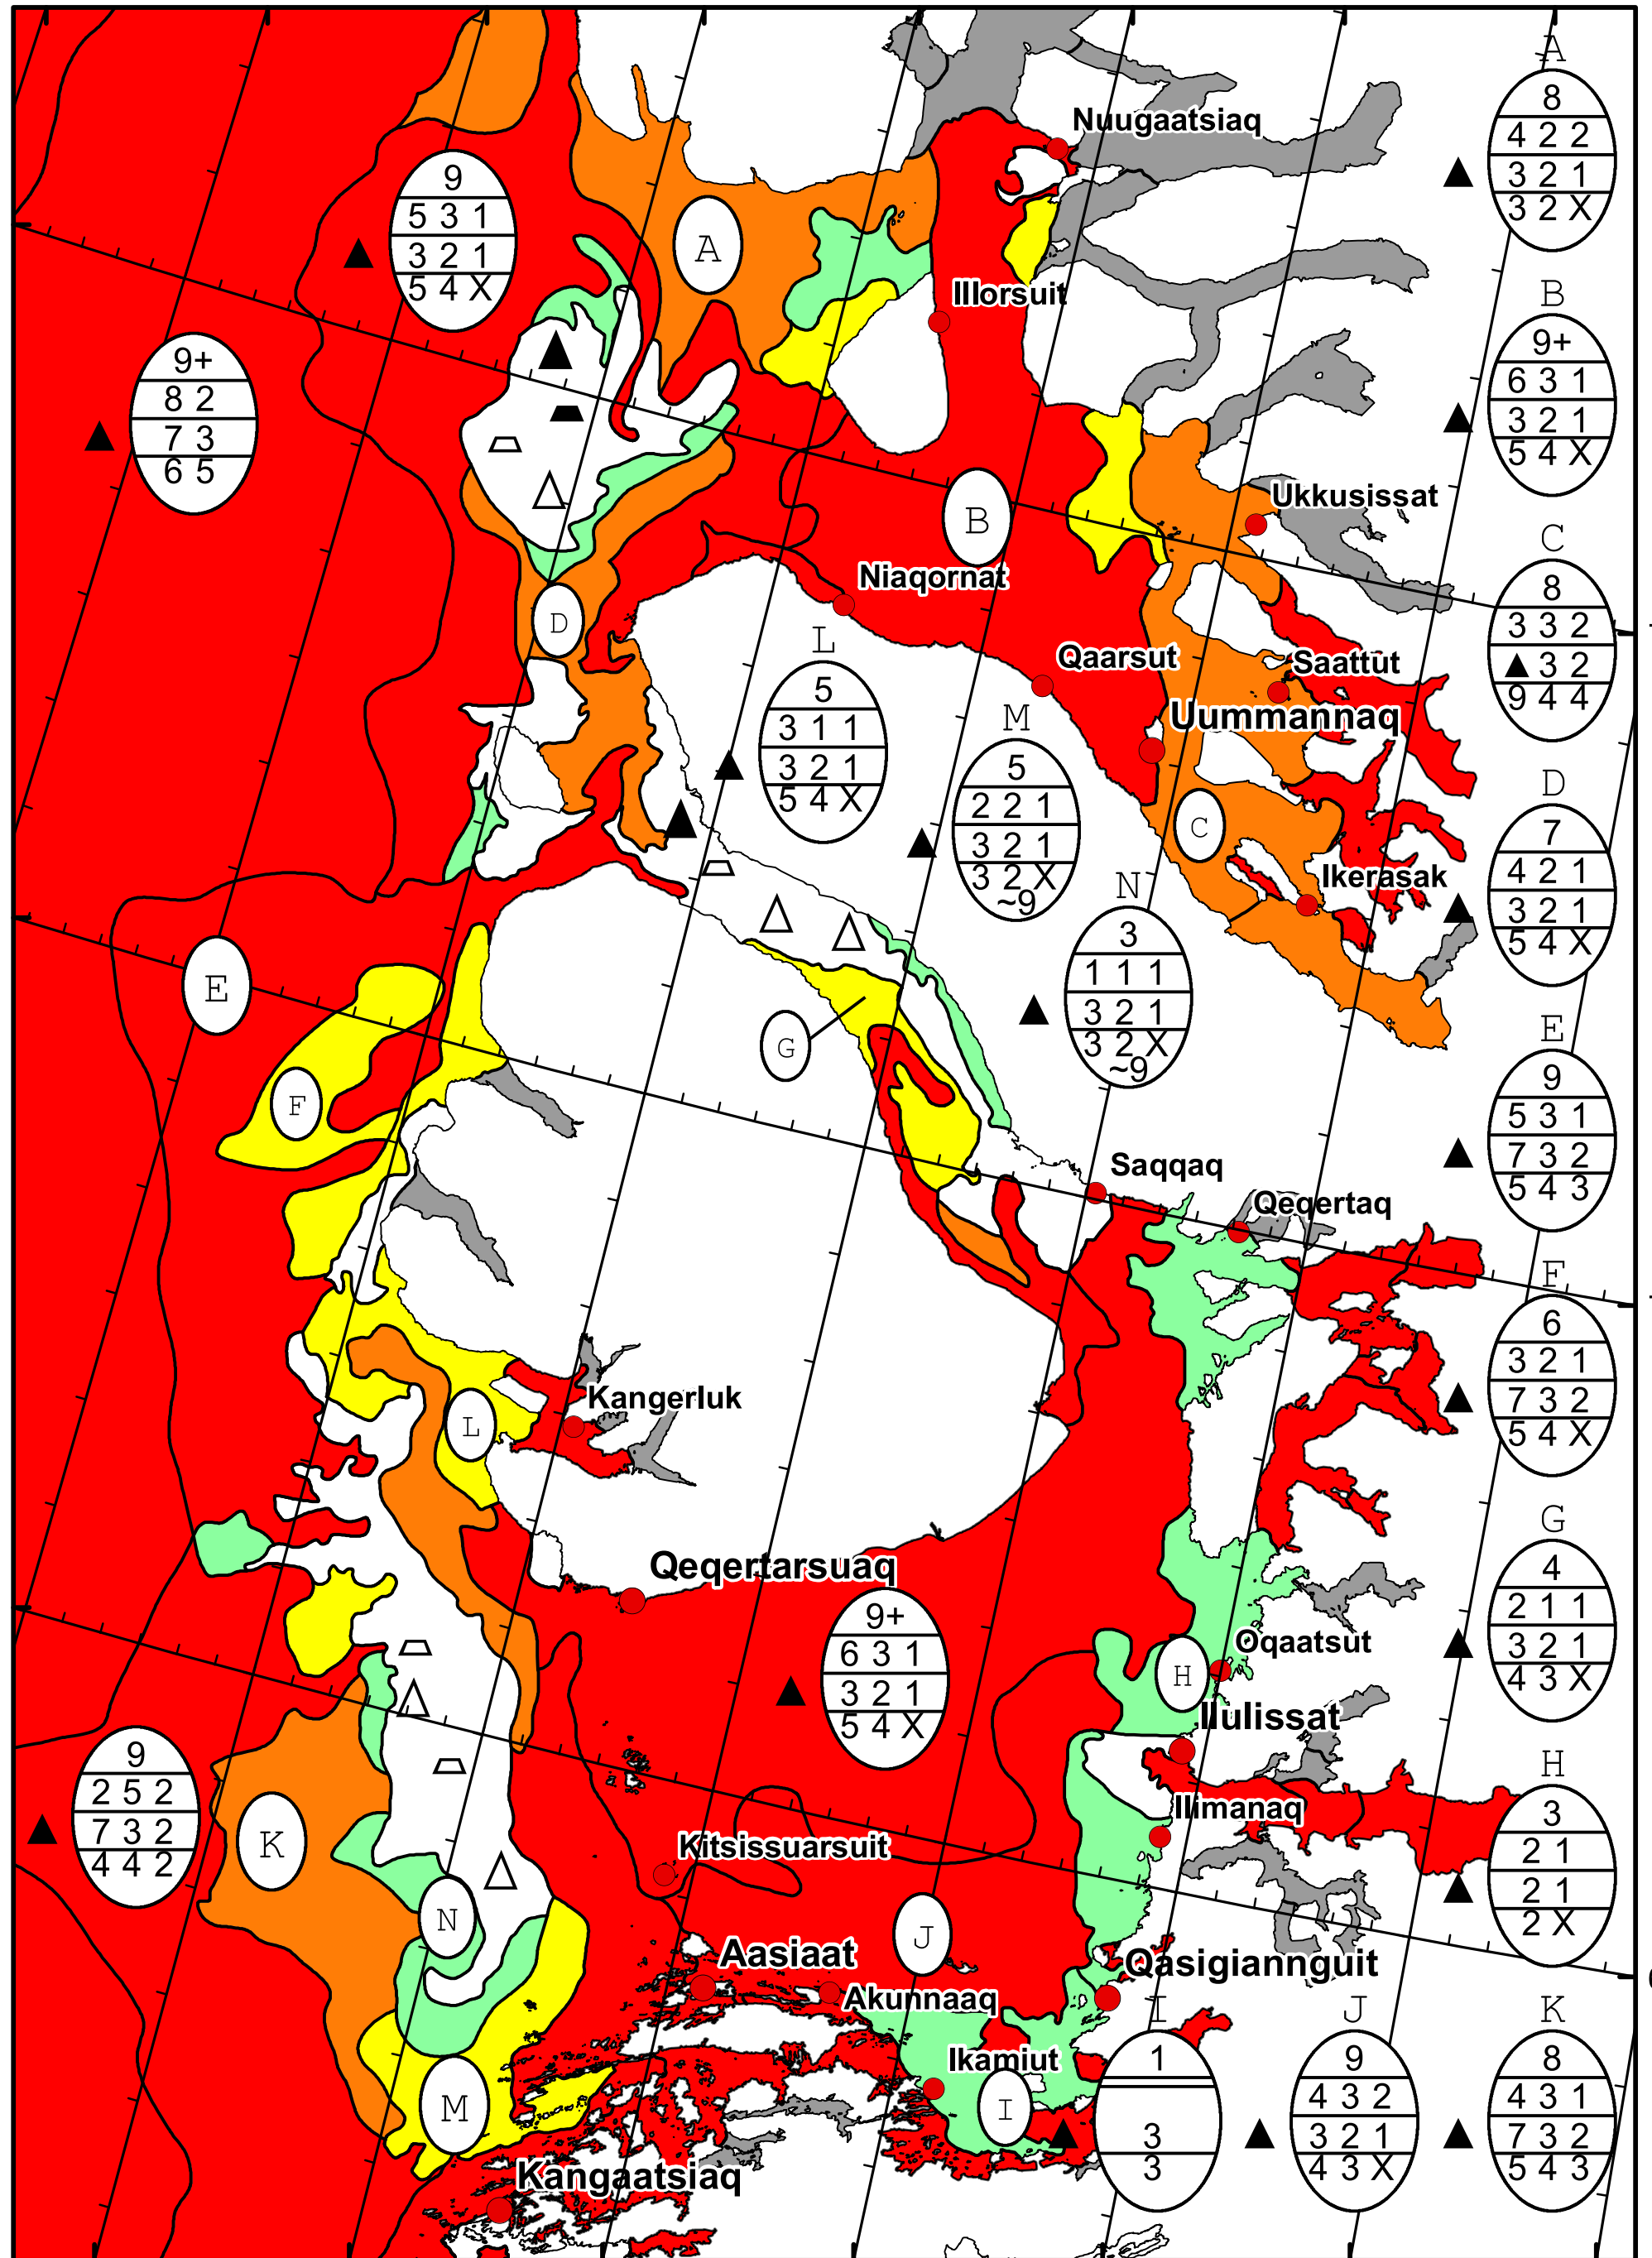 A
8
4 2 2
3 2 1
3 2 X
Nuugaatsiaq
9
5 3 1
3 2 1
5 4 X
A
Illorsuit
B
9+
6 3 1
3 2 1
5 4 X
9+
8 2
7 3
6 5
B
Ukkusissat
C
8
3 3 2
▲ 3 2
9 4 4
Niaqornat
D
L
5
3 1 1
3 2 1
5 4 X
Qaarsut
Saattut
Uummannaq
M
5
2 2 1
3 2 1
3 2 X
~9
C
D
7
4 2 1
3 2 1
5 4 X
Ikerasak
N
3
1 1 1
3 2 1
3 2 X
~9
E
G
E
9
5 3 1
7 3 2
5 4 3
F
Saqqaq
Qeqertaq
F
6
3 2 1
7 3 2
5 4 X
Kangerluk
L
G
4
2 1 1
3 2 1
4 3 X
Qeqertarsuaq
9+
6 3 1
3 2 1
5 4 X
Oqaatsut
H
Ilulissat
H
3
2 1
2 1
2 X
9
2 5 2
7 3 2
4 4 2
K
Ilimanaq
Kitsissuarsuit
N
J
Aasiaat
Qasigiannguit
Akunnaaq
Ikamiut
M
I
I
1
3
3
J
9
4 3 2
3 2 1
4 3 X
K
8
4 3 1
7 3 2
5 4 3
Kangaatsiaq